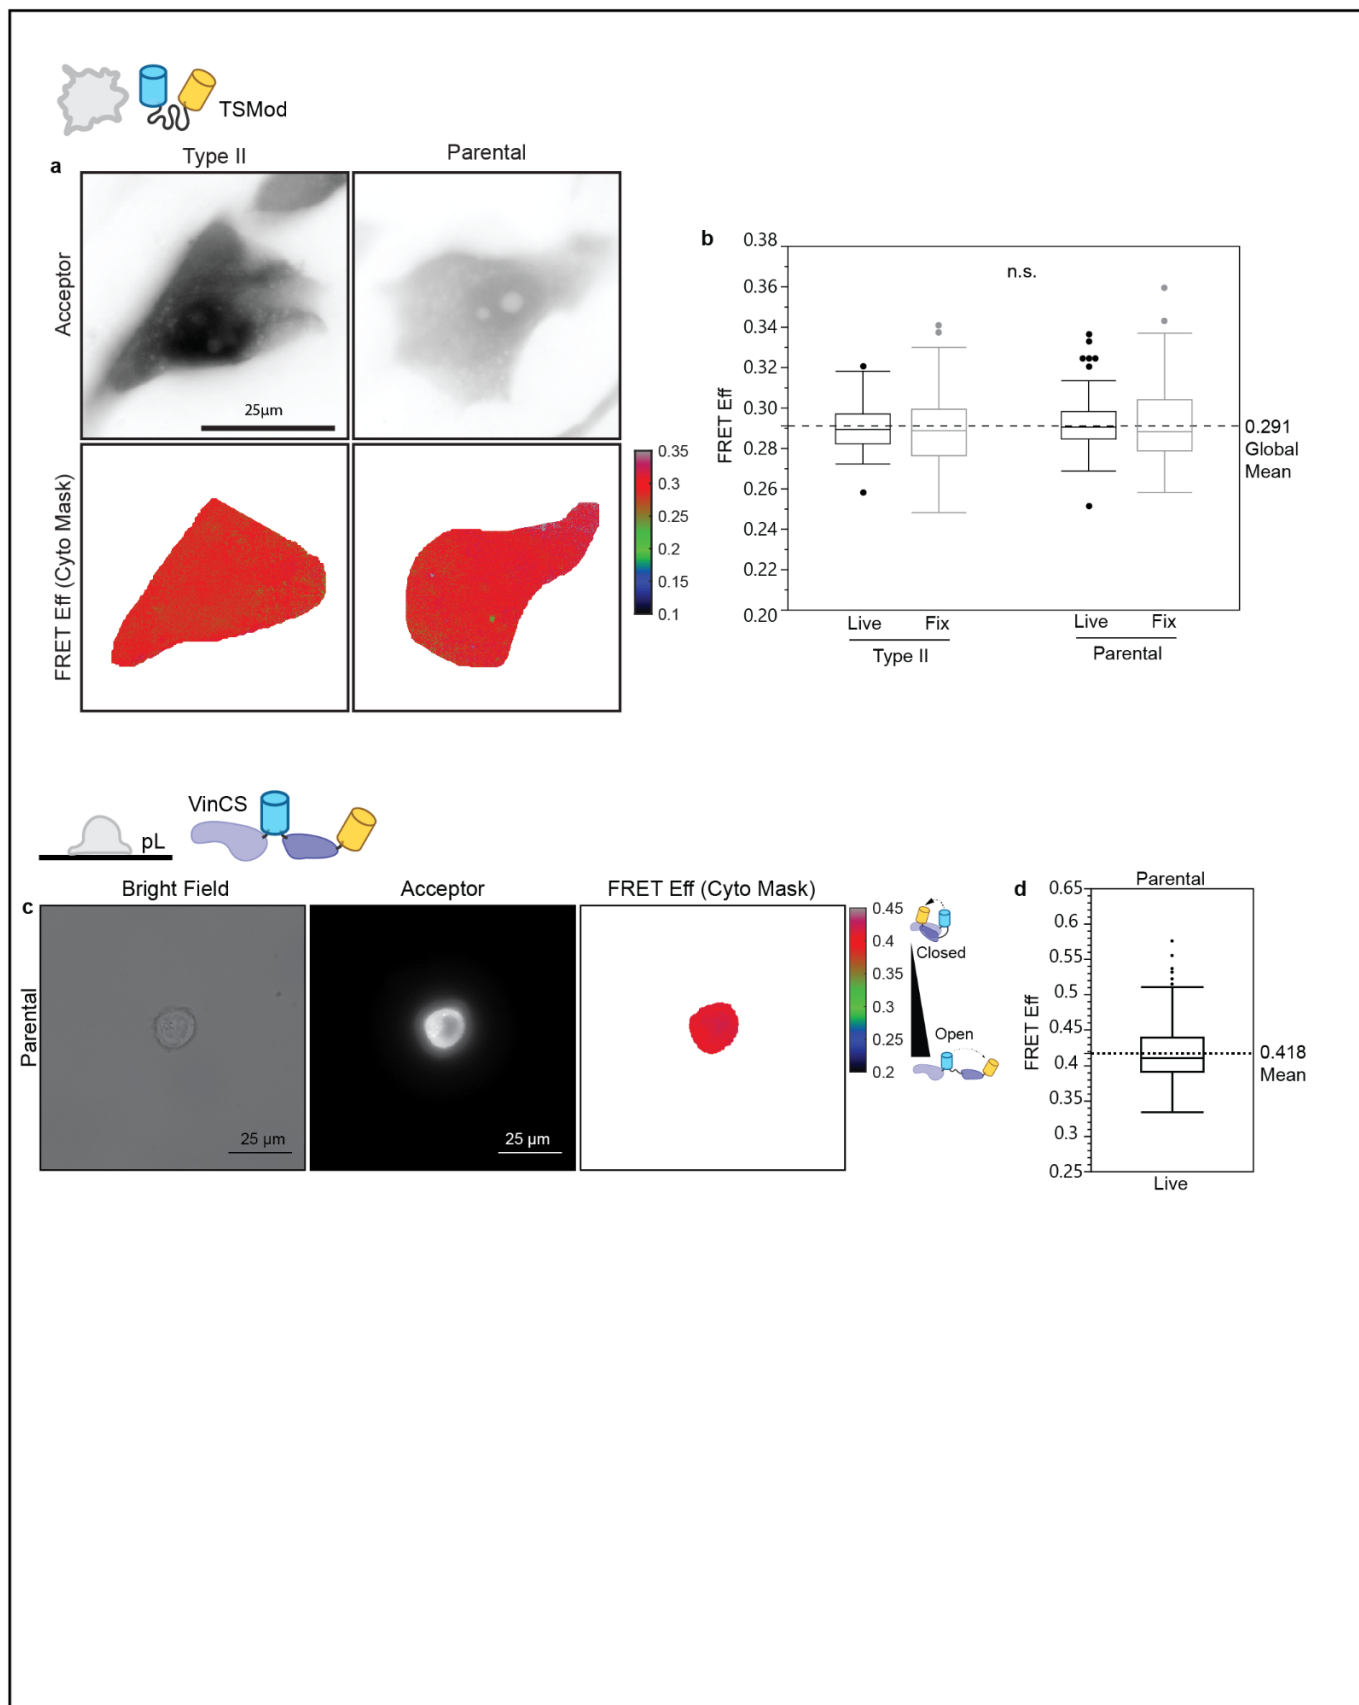 TSMod
a
Type II
Parental
Acceptor
25µm
FRET Eff (Cyto Mask)
0.35
0.3
0.25
0.2
0.15
0.1
b
0.38
0.36
0.34
0.32
0.30
0.28
0.26
0.24
0.22
0.20
FRET Eff
n.s.
0.291
Global
Mean
Live
Fix
Live
Fix
Type II
Parental
VinCS
pL
c
Bright Field
Acceptor
FRET Eff (Cyto Mask)
Parental
25 µm
25 µm
0.45
0.4
0.35
0.3
0.25
0.2
Closed
Open
d
Parental
0.65
0.6
0.55
0.5
0.45
0.4
0.35
0.3
0.25
FRET Eff
0.418
Mean
Live